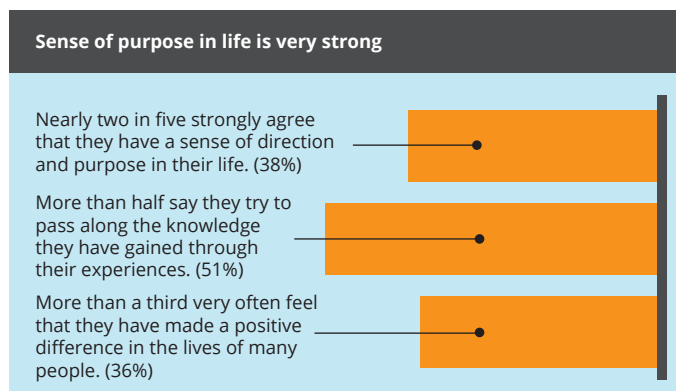 Sense of purpose in life is very strong
Nearly two in five strongly agree
that they have a sense of direction
and purpose in their life. (38%)
More than half say they try to
pass along the knowledge
they have gained through
their experiences. (51%)
More than a third very often feel
that they have made a positive
difference in the lives of many
people. (36%)